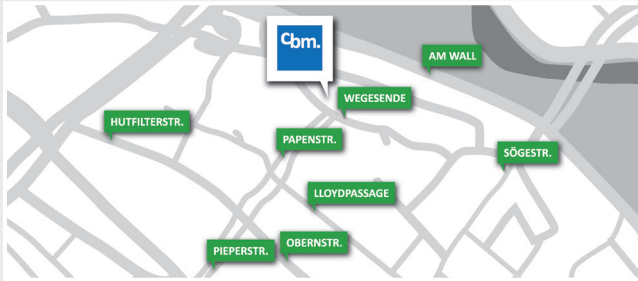 cbm.
AM WALL
WEGESENDE
HUTFILTERSTR.
PAPENSTR.
SÖGESTR.
LLOYDPASSAGE
OBERNSTR.
PIEPERSTR.